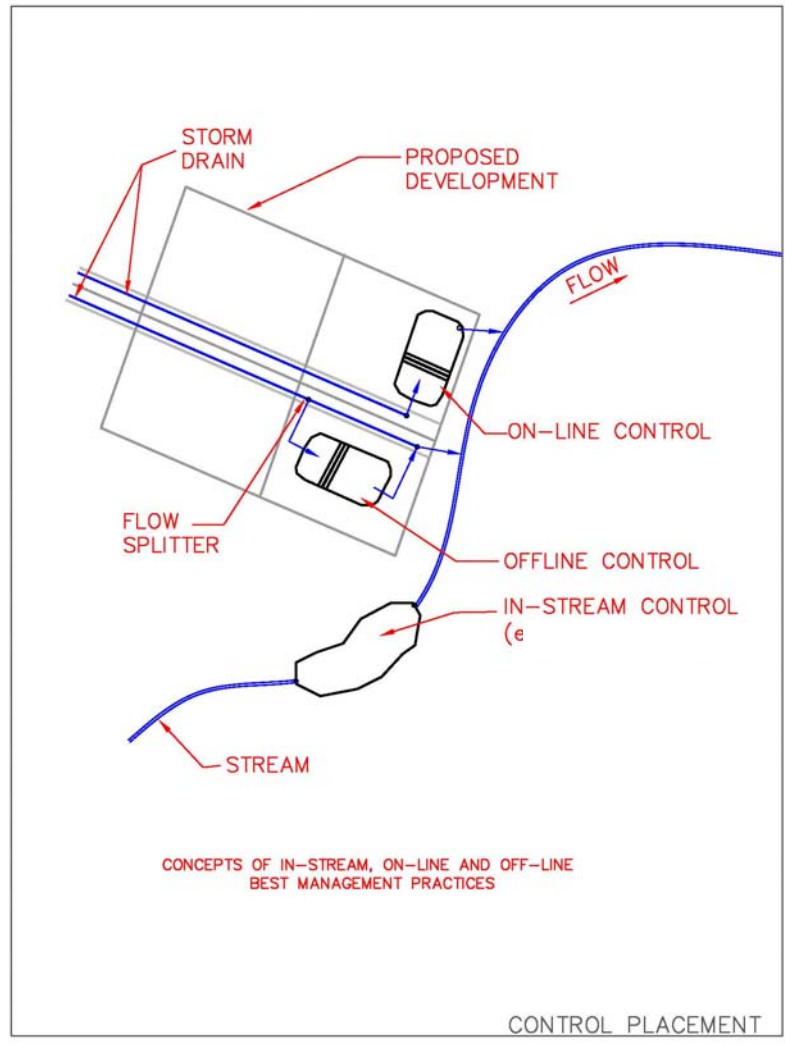 STORM
DRAIN
PROPOSED
DEVELOPMENT
FLOW
ON-LINE CONTROL
FLOW
SPLITTER
OFFLINE CONTROL
IN-STREAM CONTROL
(e
STREAM
CONCEPTS OF IN-STREAM, ON-LINE AND OFF-LINE
BEST MANAGEMENT PRACTICES
CONTROL PLACEMENT